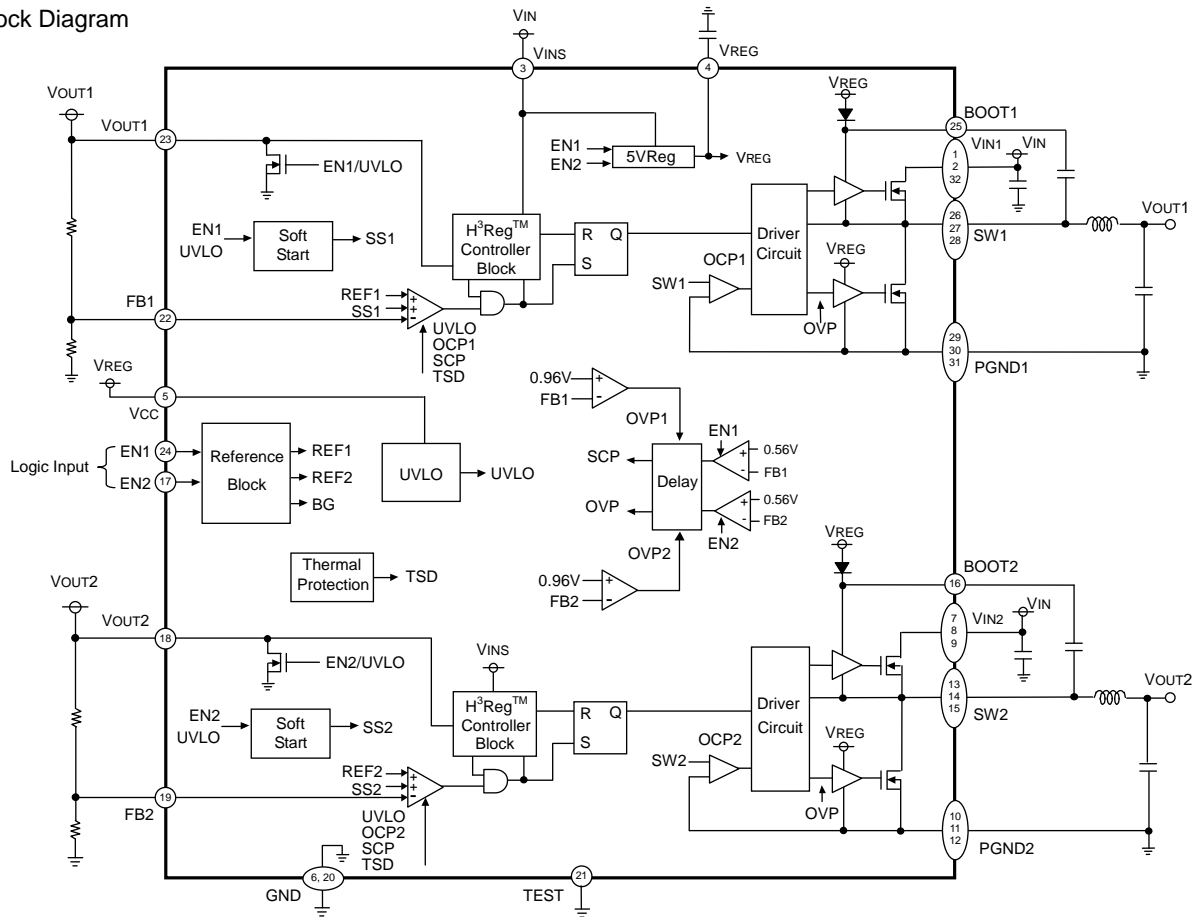 ock Diagram
VIN
VINS
3
VREG
4
VOUT1
VOUT1
23
EN1/UVLO
EN1
EN2
5VReg
VREG
VREG
BOOT1
25
1
2
32
VIN1
VIN
EN1
UVLO
Soft
Start
SS1
H³Reg™
Controller
Block
R Q
S
Driver
Circuit
26
27
28
SW1
VOUT1
OCP1
SW1
VREG
OVP
FB1
22
REF1
SS1
+
+
-
UVLO
OCP1
SCP
TSD
29
30
31
PGND1
VREG
5
VCC
0.96V
FB1
+
-
OVP1
Logic Input
EN1
24
EN2
17
Reference
Block
REF1
REF2
BG
UVLO
UVLO
SCP
OVP
Delay
EN1
+
-
0.56V
FB1
+
-
0.56V
FB2
EN2
OVP2
Thermal
Protection
TSD
0.96V
FB2
+
-
VREG
BOOT2
16
VOUT2
VOUT2
18
EN2/UVLO
VINS
7
8
9
VIN2
VIN
EN2
UVLO
Soft
Start
SS2
H³Reg™
Controller
Block
R Q
S
Driver
Circuit
13
14
15
SW2
VOUT2
OCP2
SW2
VREG
OVP
FB2
19
REF2
SS2
+
+
-
UVLO
OCP2
SCP
TSD
10
11
12
PGND2
6, 20
GND
21
TEST